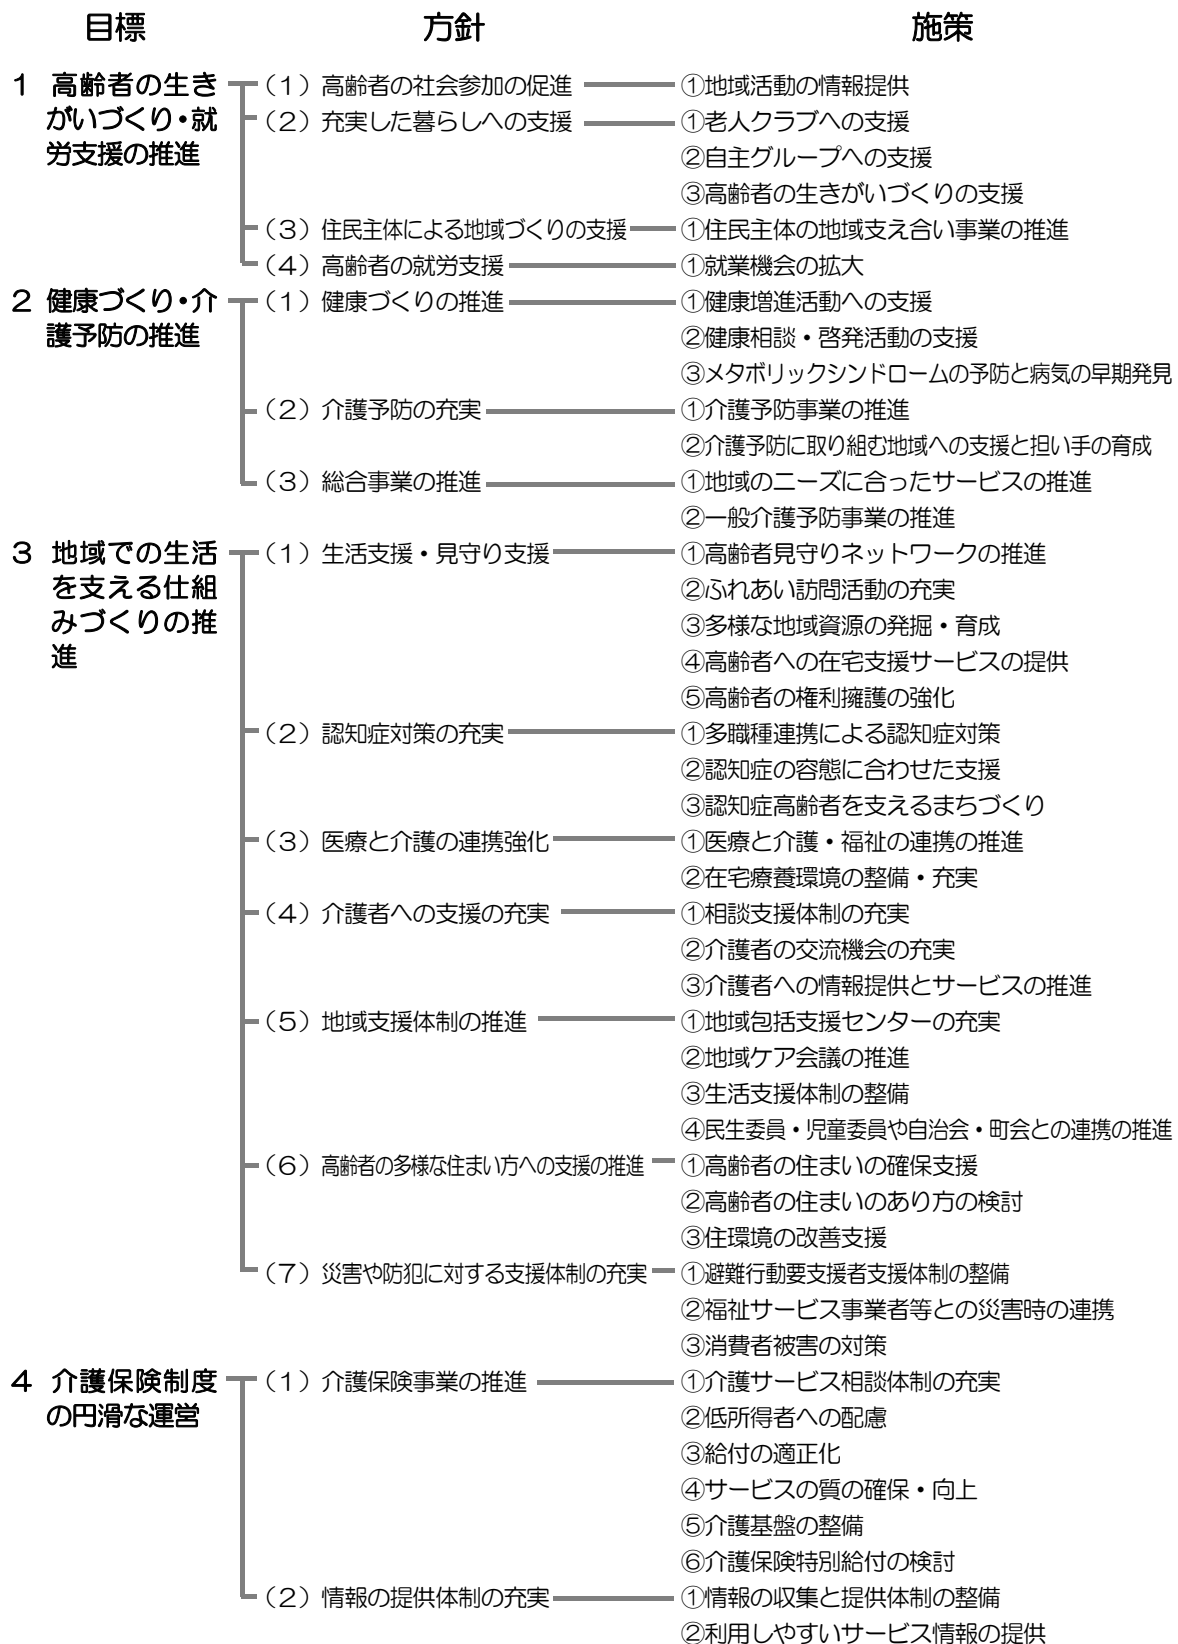 目標 方針 施策
1 高齢者の生き （1）高齢者の社会参加の促進 ①地域活動の情報提供
がいづくり・就 （2）充実した暮らしへの支援 ①老人クラブへの支援
労支援の推進 ②自主グループへの支援
③高齢者の生きがいづくりの支援
（3）住民主体による地域づくりの支援 ①住民主体の地域支え合い事業の推進
（4）高齢者の就労支援 ①就業機会の拡大
2 健康づくり・介 （1）健康づくりの推進 ①健康増進活動への支援
護予防の推進 ②健康相談・啓発活動の支援
③メタボリックシンドロームの予防と病気の早期発見
（2）介護予防の充実 ①介護予防事業の推進
②介護予防に取り組む地域への支援と担い手の育成
（3）総合事業の推進 ①地域のニーズに合ったサービスの推進
②一般介護予防事業の推進
3 地域での生活 （1）生活支援・見守り支援 ①高齢者見守りネットワークの推進
を支える仕組 ②ふれあい訪問活動の充実
みづくりの推 ③多様な地域資源の発掘・育成
進 ④高齢者への在宅支援サービスの提供
⑤高齢者の権利擁護の強化
（2）認知症対策の充実 ①多職種連携による認知症対策
②認知症の容態に合わせた支援
③認知症高齢者を支えるまちづくり
（3）医療と介護の連携強化 ①医療と介護・福祉の連携の推進
②在宅療養環境の整備・充実
（4）介護者への支援の充実 ①相談支援体制の充実
②介護者の交流機会の充実
③介護者への情報提供とサービスの推進
（5）地域支援体制の推進 ①地域包括支援センターの充実
②地域ケア会議の推進
③生活支援体制の整備
④民生委員・児童委員や自治会・町会との連携の推進
（6）高齢者の多様な住まい方への支援の推進 ①高齢者の住まいの確保支援
②高齢者の住まいのあり方の検討
③住環境の改善支援
（7）災害や防犯に対する支援体制の充実 ①避難行動要支援者支援体制の整備
②福祉サービス事業者等との災害時の連携
③消費者被害の対策
4 介護保険制度 （1）介護保険事業の推進 ①介護サービス相談体制の充実
の円滑な運営 ②低所得者への配慮
③給付の適正化
④サービスの質の確保・向上
⑤介護基盤の整備
⑥介護保険特別給付の検討
（2）情報の提供体制の充実 ①情報の収集と提供体制の整備
②利用しやすいサービス情報の提供